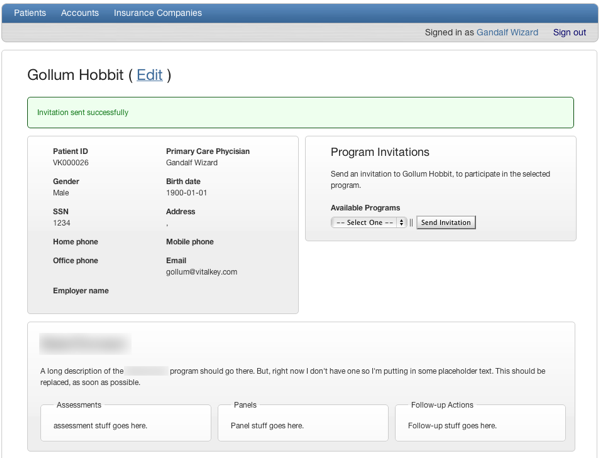 Patients Accounts Insurance Companies
Signed in as Gandalf Wizard Sign out
Gollum Hobbit ( Edit )
Invitation sent successfully
Patient ID
VK000026
Primary Care Phycisian
Gandalf Wizard
Gender
Male
Birth date
1900-01-01
SSN
1234
Address
,
Home phone
Mobile phone
Office phone
Email
gollum@vitalkey.com
Employer name
Program Invitations
Send an invitation to Gollum Hobbit, to participate in the selected
program.
Available Programs
-- Select One -- || Send Invitation
A long description of the program should go there. But, right now I don't have one so I'm putting in some placeholder text. This should be
replaced, as soon as possible.
Assessments
assessment stuff goes here.
Panels
Panel stuff goes here.
Follow-up Actions
Follow-up stuff goes here.